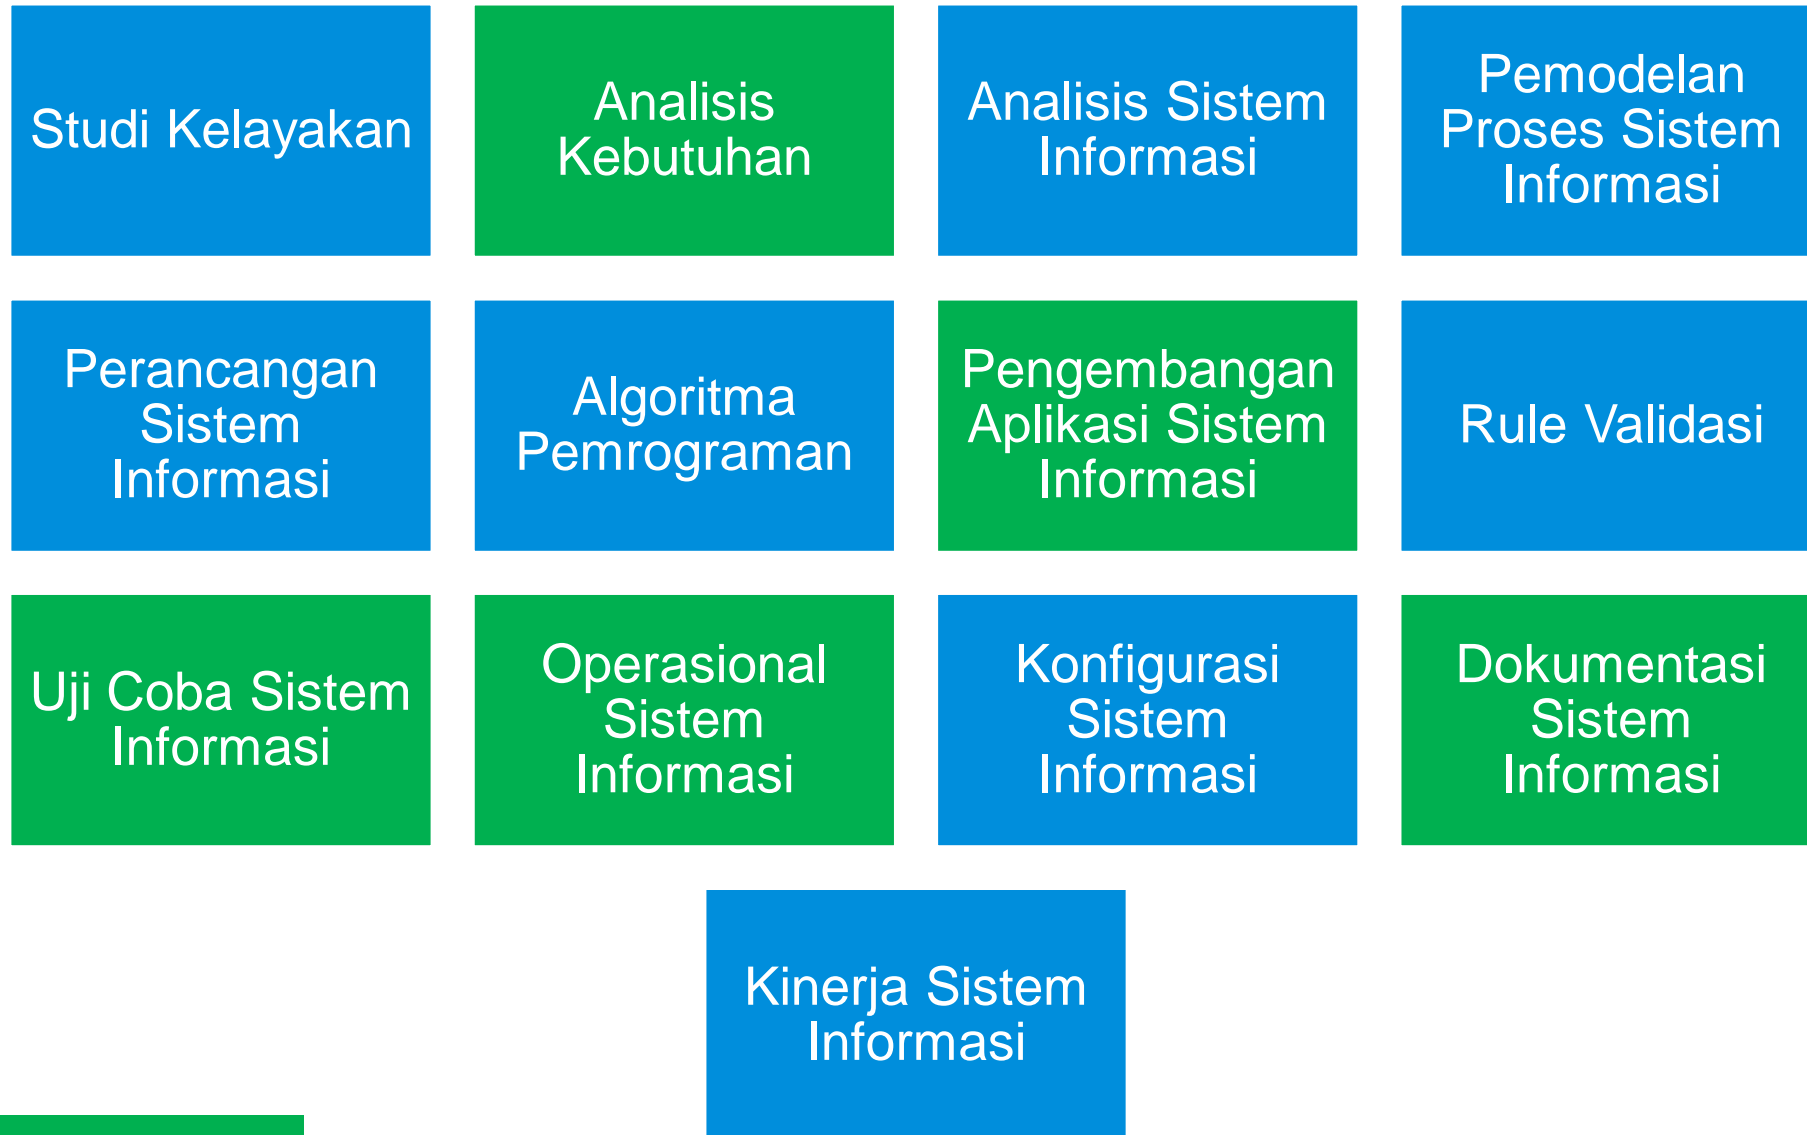 Studi Kelayakan
Analisis
Kebutuhan
Analisis Sistem
Informasi
Pemodelan
Proses Sistem
Informasi
Perancangan
Sistem
Informasi
Algoritma
Pemrograman
Pengembangan
Aplikasi Sistem
Informasi
Rule Validasi
Uji Coba Sistem
Informasi
Operasional
Sistem
Informasi
Konfigurasi
Sistem
Informasi
Dokumentasi
Sistem
Informasi
Kinerja Sistem
Informasi